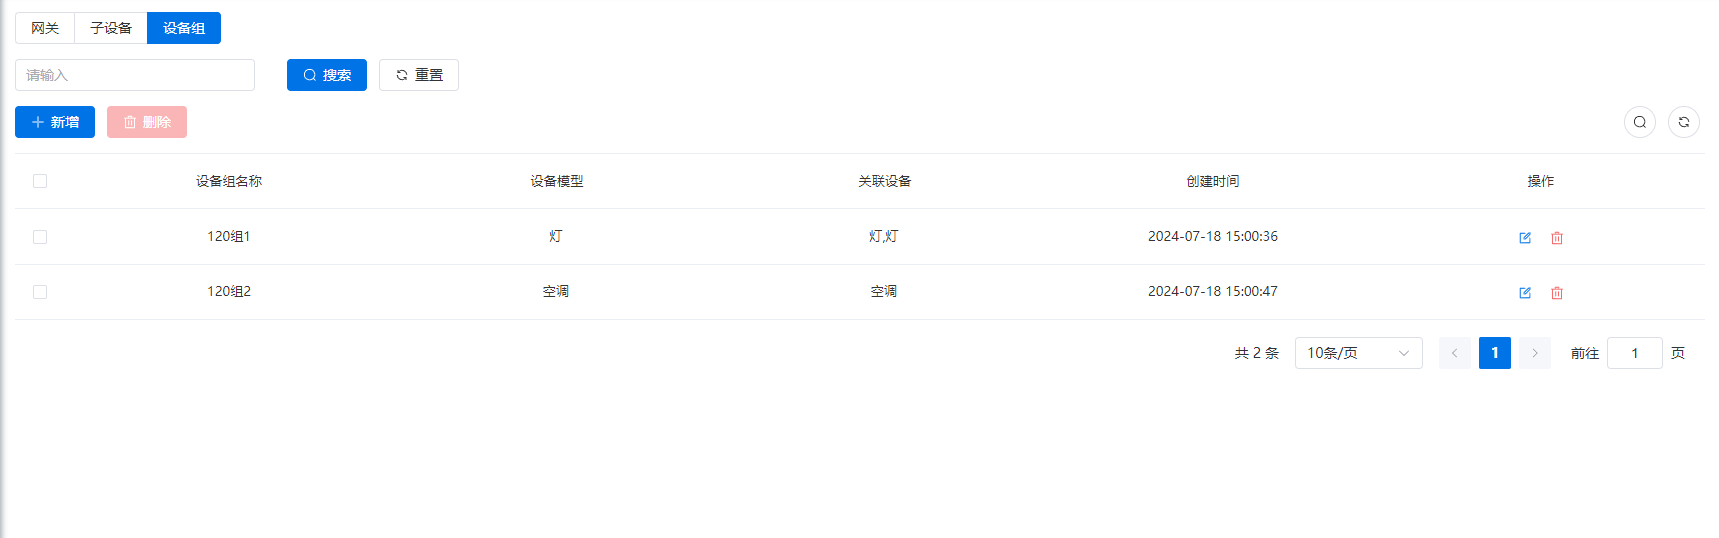 网关 子设备 设备组
请输入 搜索 重置
新增 删除
设备组名称 设备模型 关联设备 创建时间 操作
120组1 灯 灯,灯 2024-07-18 15:00:36
120组2 空调 空调 2024-07-18 15:00:47
共 2 条 10条/页 1 前往 1 页